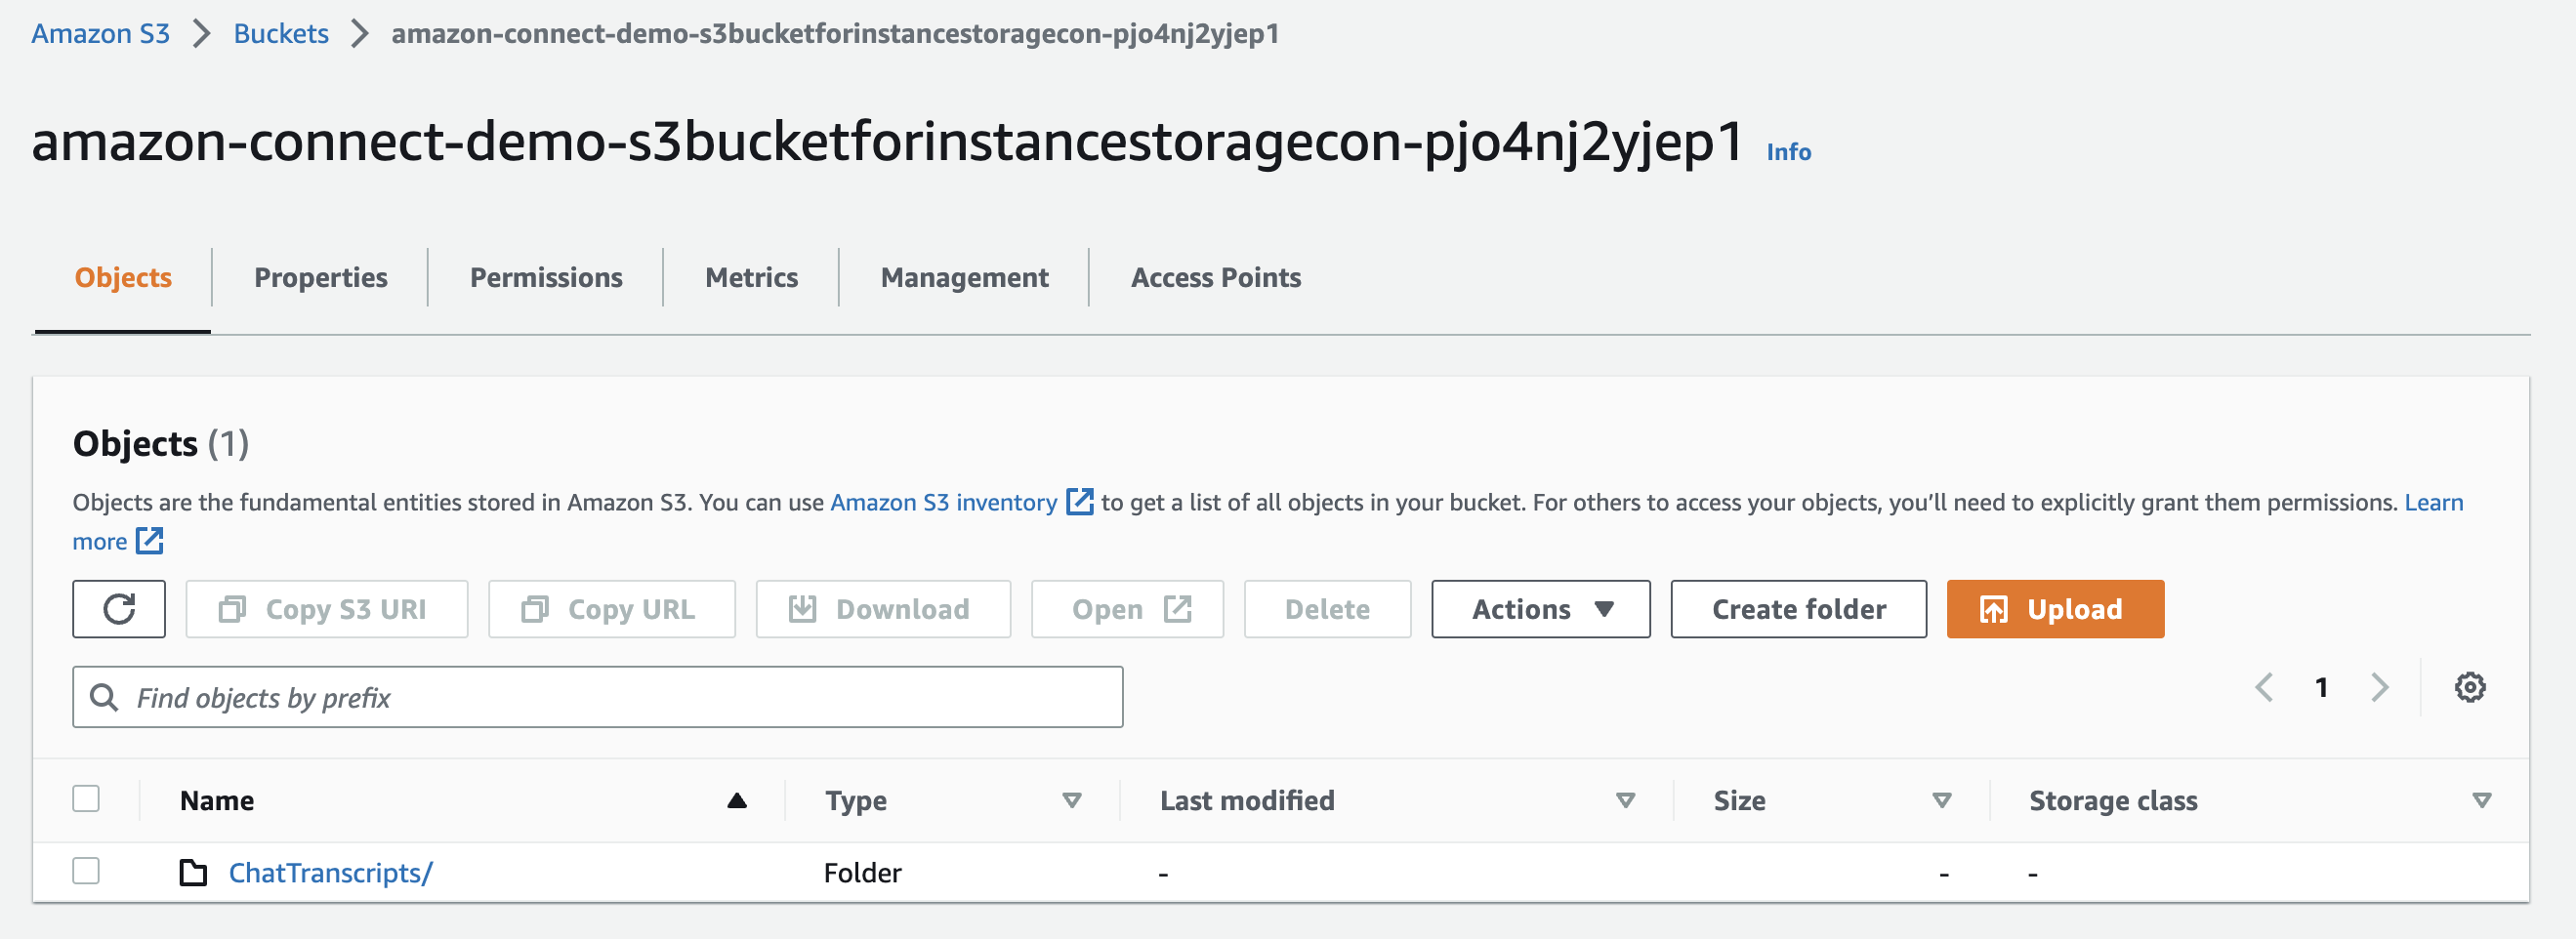 Amazon S3 > Buckets > amazon-connect-demo-s3bucketforinstancestoragecon-pjo4nj2yjep1
amazon-connect-demo-s3bucketforinstancestoragecon-pjo4nj2yjep1 Info
Objects Properties Permissions Metrics Management Access Points
Objects (1)
Objects are the fundamental entities stored in Amazon S3. You can use Amazon S3 inventory to get a list of all objects in your bucket. For others to access your objects, you’ll need to explicitly grant them permissions. Learn
more
Copy S3 URI Copy URL Download Open Delete Actions Create folder Upload
Find objects by prefix 1
Name Type Last modified Size Storage class
ChatTranscripts/ Folder - - -